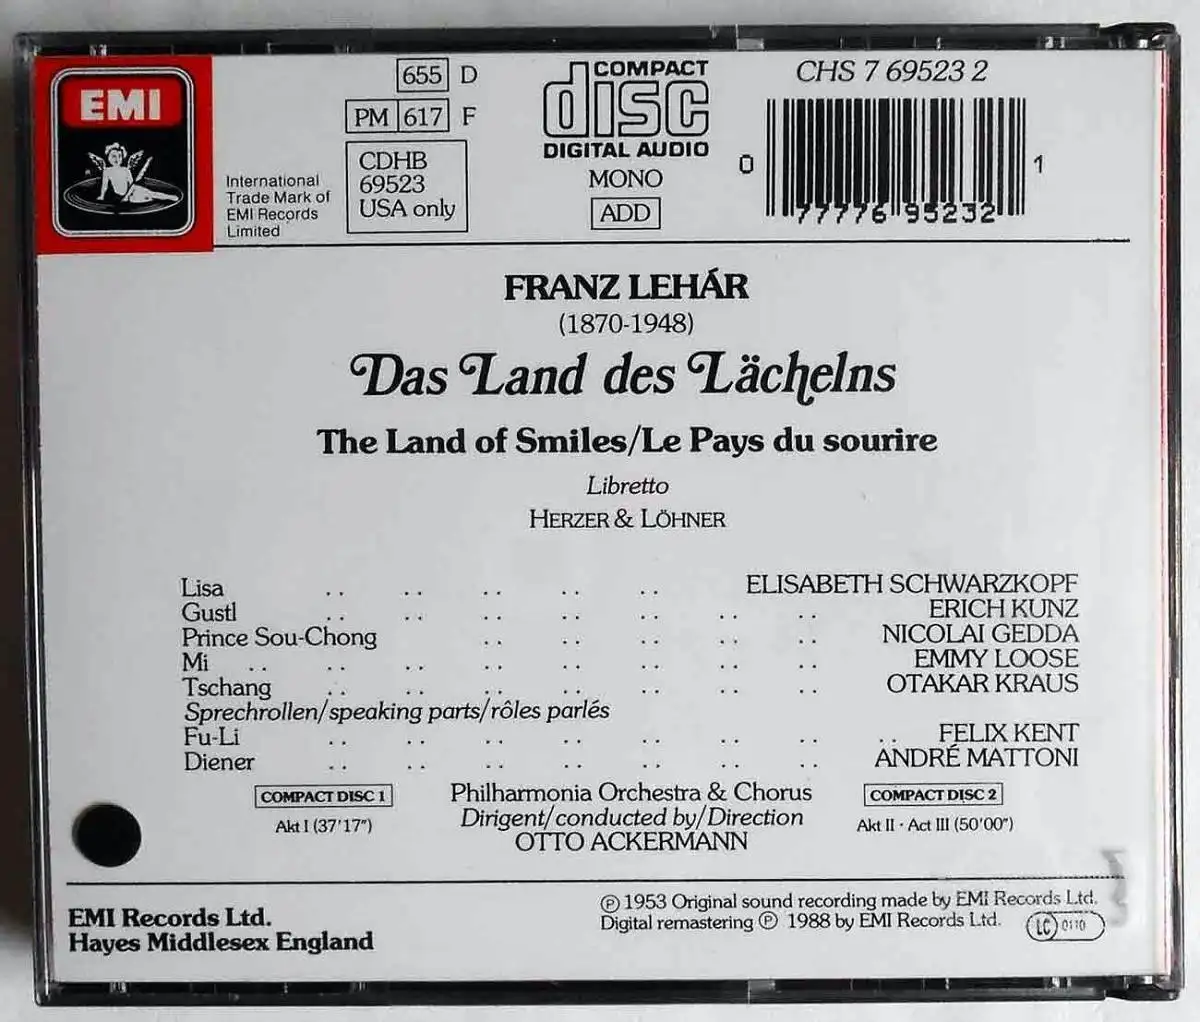 EMI
International
Trade Mark of
EMI Records
Limited
655 D
PM 617 F
CDHB
69523
USA only
COMPACT
disc
DIGITAL AUDIO
MONO
ADD
CHS 7 69523 2
0 77776 95232 1
FRANZ LEHÁR
(1870-1948)
Das Land des Lächelns
The Land of Smiles/Le Pays du sourire
Libretto
HERZER & LÖHNER
Lisa .. .. .. .. .. ELISABETH SCHWARZKOPF
Gustl .. .. .. .. .. .. .. ERICH KUNZ
Prince Sou-Chong .. .. .. .. .. NICOLAI GEDDA
Mi .. .. .. .. .. .. .. .. EMMY LOOSE
Tschang .. .. .. .. .. .. .. OTAKAR KRAUS
Sprechrollen/speaking parts/rôles parlés
Fu-Li .. .. .. .. .. .. .. .. FELIX KENT
Diener .. .. .. .. .. .. .. ANDRÉ MATTONI
COMPACT DISC 1
Akt I (37'17")
Philharmonia Orchestra & Chorus
Dirigent/conducted by/Direction
OTTO ACKERMANN
COMPACT DISC 2
Akt II · Act III (50'00")
EMI Records Ltd.
Hayes Middlesex England
℗ 1953 Original sound recording made by EMI Records Ltd.
Digital remastering ℗ 1988 by EMI Records Ltd.
LC 0110